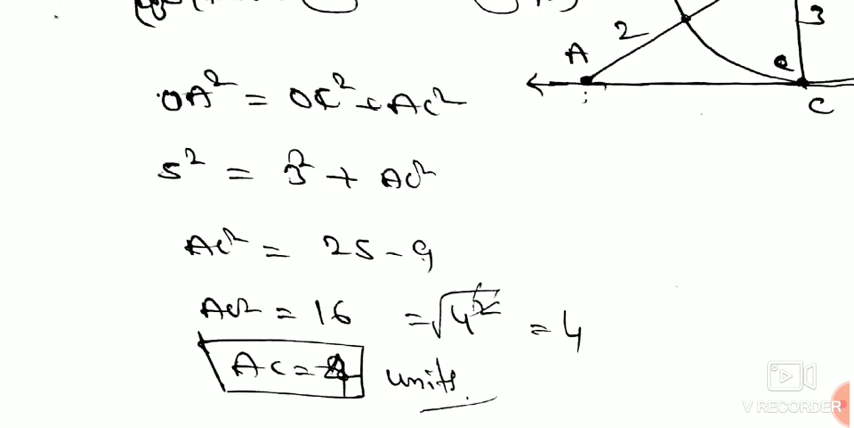 2
3
A
C
OA² = OC² + AC²
5² = 3² + AC²
AC² = 25 - 9
AC² = 16 = √4² = 4
AC = 4 units.
V RECORDER